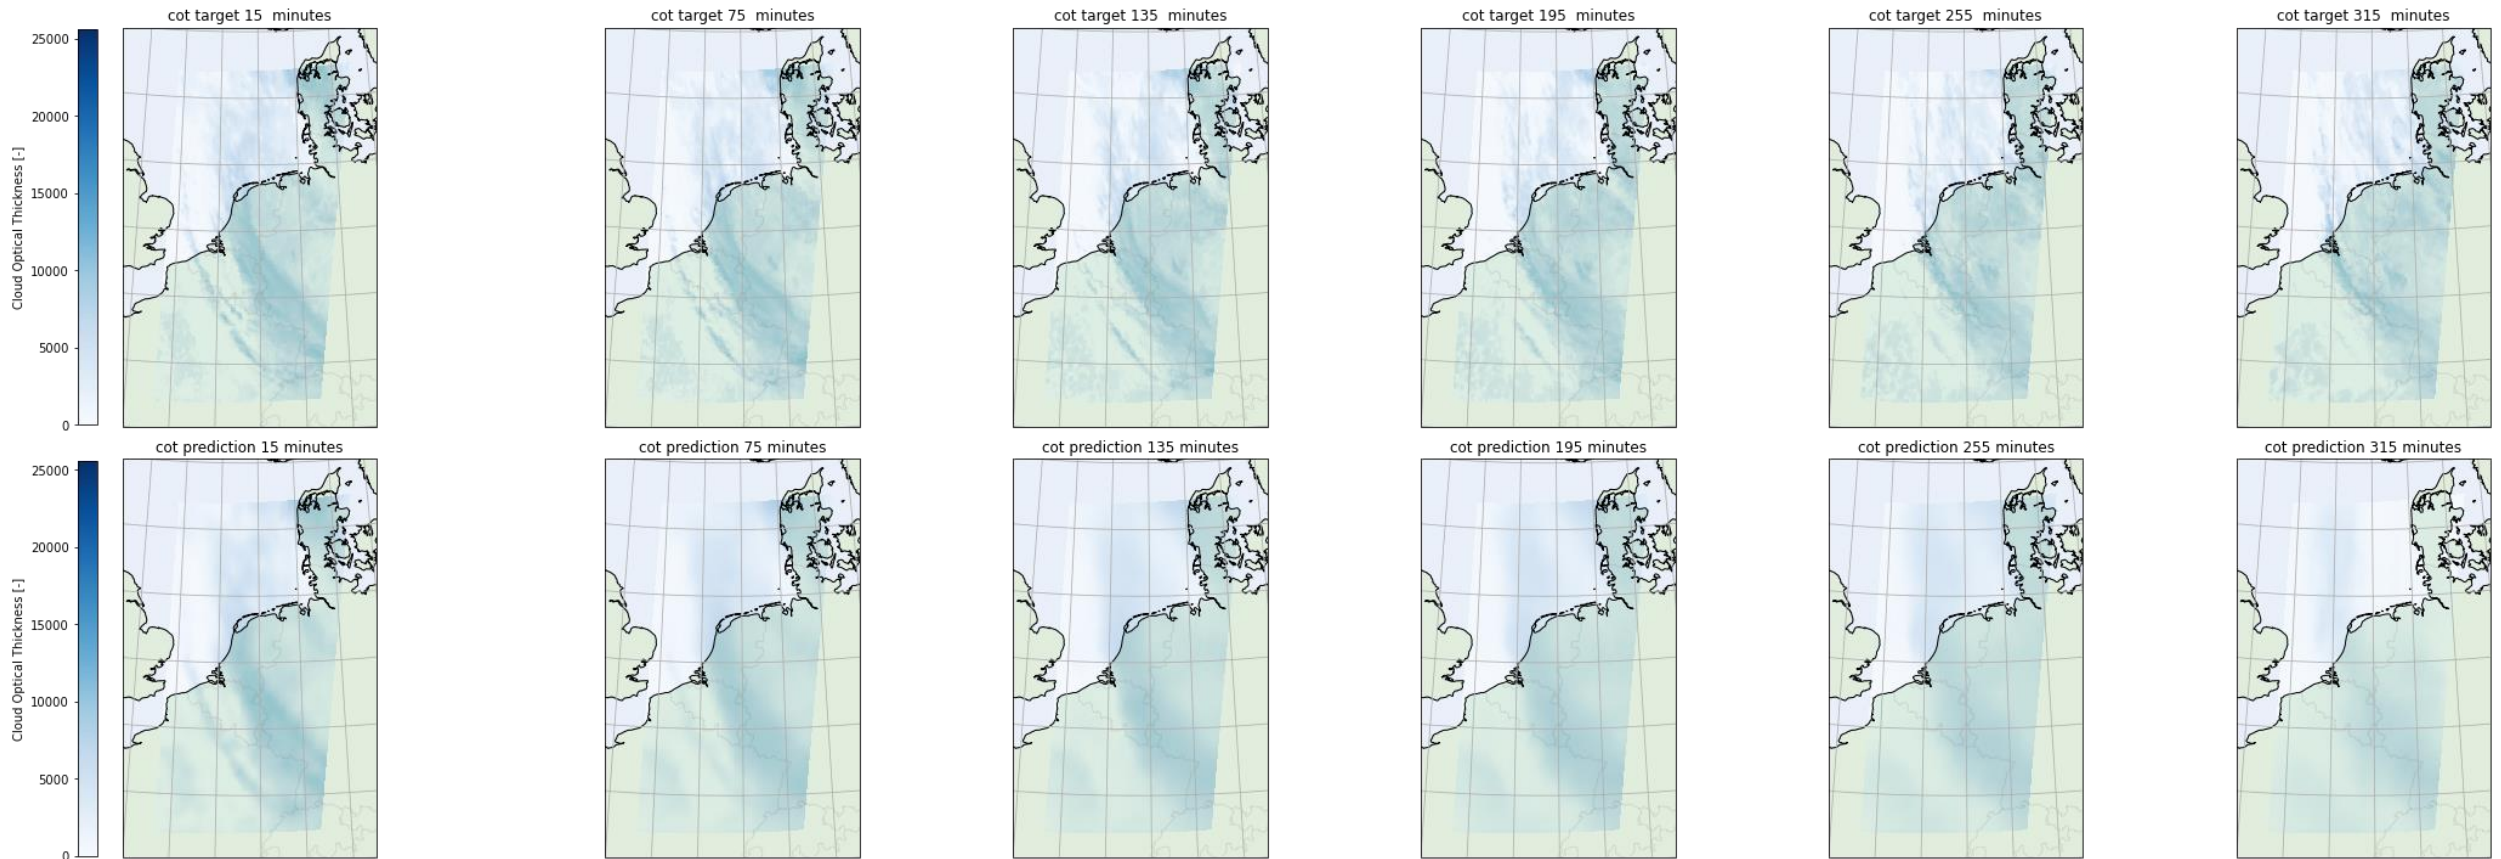 cot target 15  minutes
cot target 75  minutes
cot target 135  minutes
cot target 195  minutes
cot target 255  minutes
cot target 315  minutes
25000
20000
15000
10000
5000
0
Cloud Optical Thickness [-]
cot prediction 15 minutes
cot prediction 75 minutes
cot prediction 135 minutes
cot prediction 195 minutes
cot prediction 255 minutes
cot prediction 315 minutes
25000
20000
15000
10000
5000
0
Cloud Optical Thickness [-]